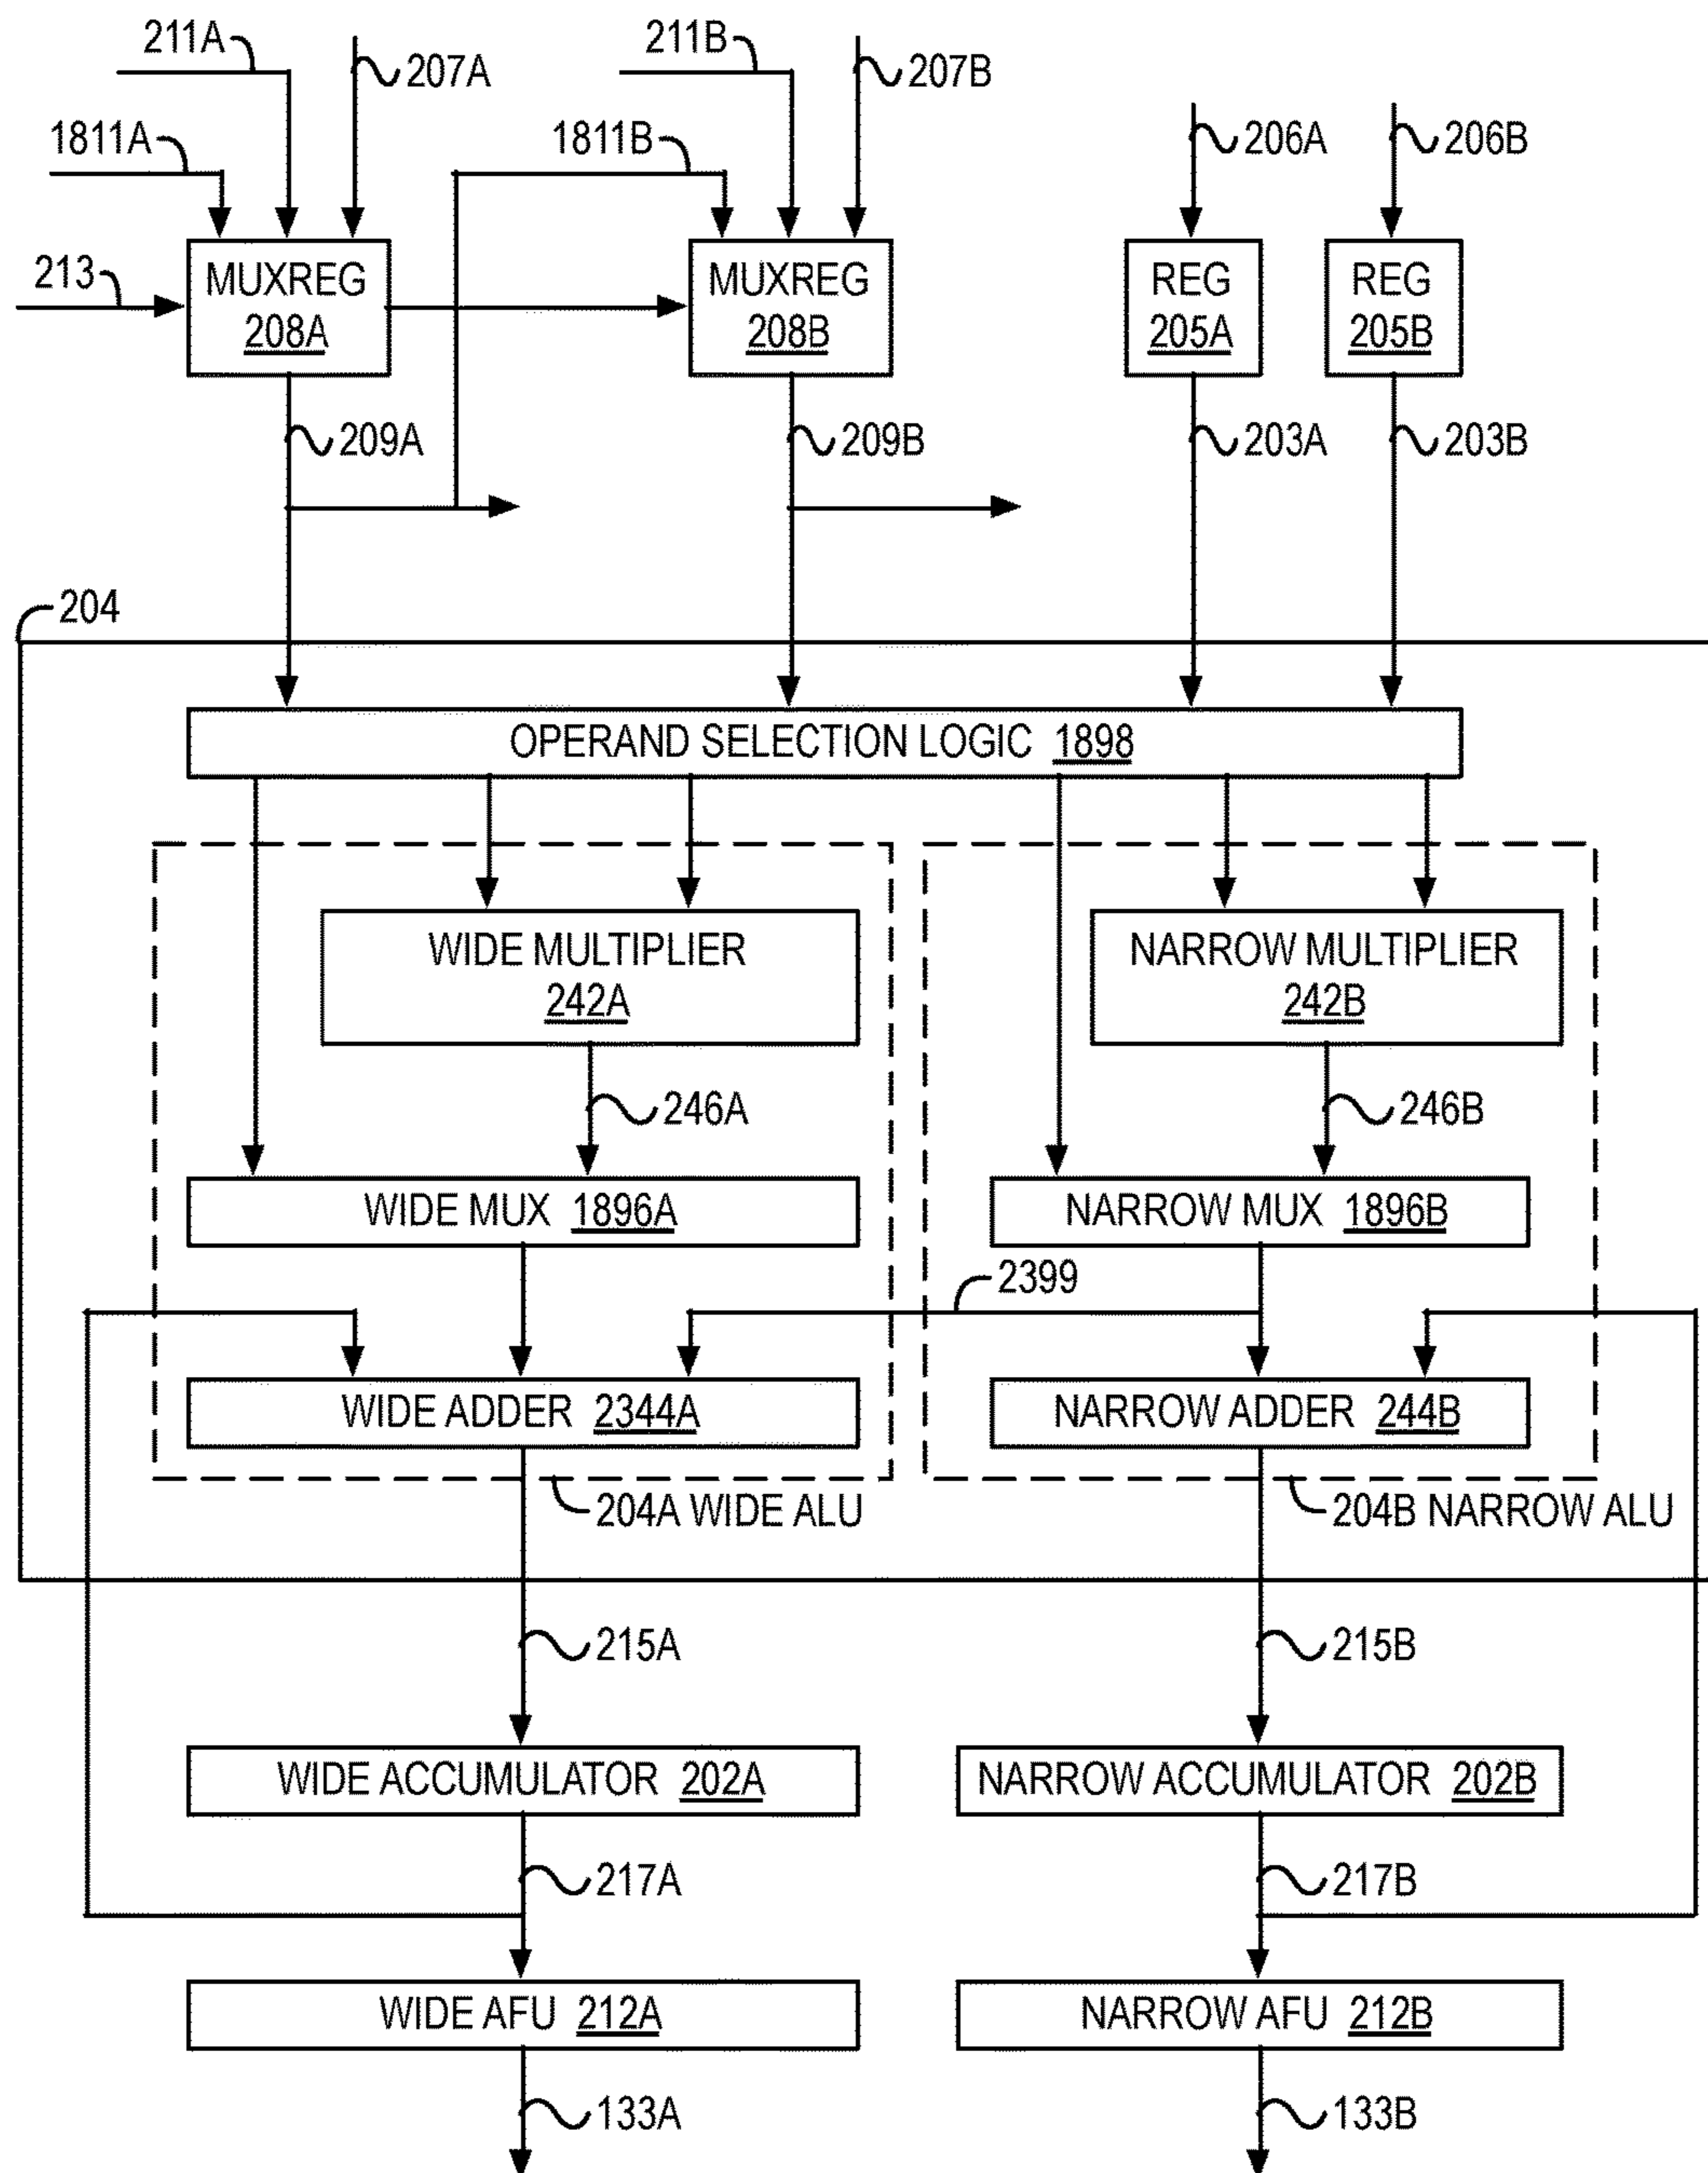 211A
207A
211B
207B
1811A
1811B
206A
206B
213
MUXREG
208A
MUXREG
208B
REG
205A
REG
205B
209A
209B
203A
203B
204
OPERAND SELECTION LOGIC 1898
WIDE MULTIPLIER
242A
NARROW MULTIPLIER
242B
246A
246B
WIDE MUX 1896A
NARROW MUX 1896B
2399
WIDE ADDER 2344A
NARROW ADDER 244B
204A WIDE ALU
204B NARROW ALU
215A
215B
WIDE ACCUMULATOR 202A
NARROW ACCUMULATOR 202B
217A
217B
WIDE AFU 212A
NARROW AFU 212B
133A
133B